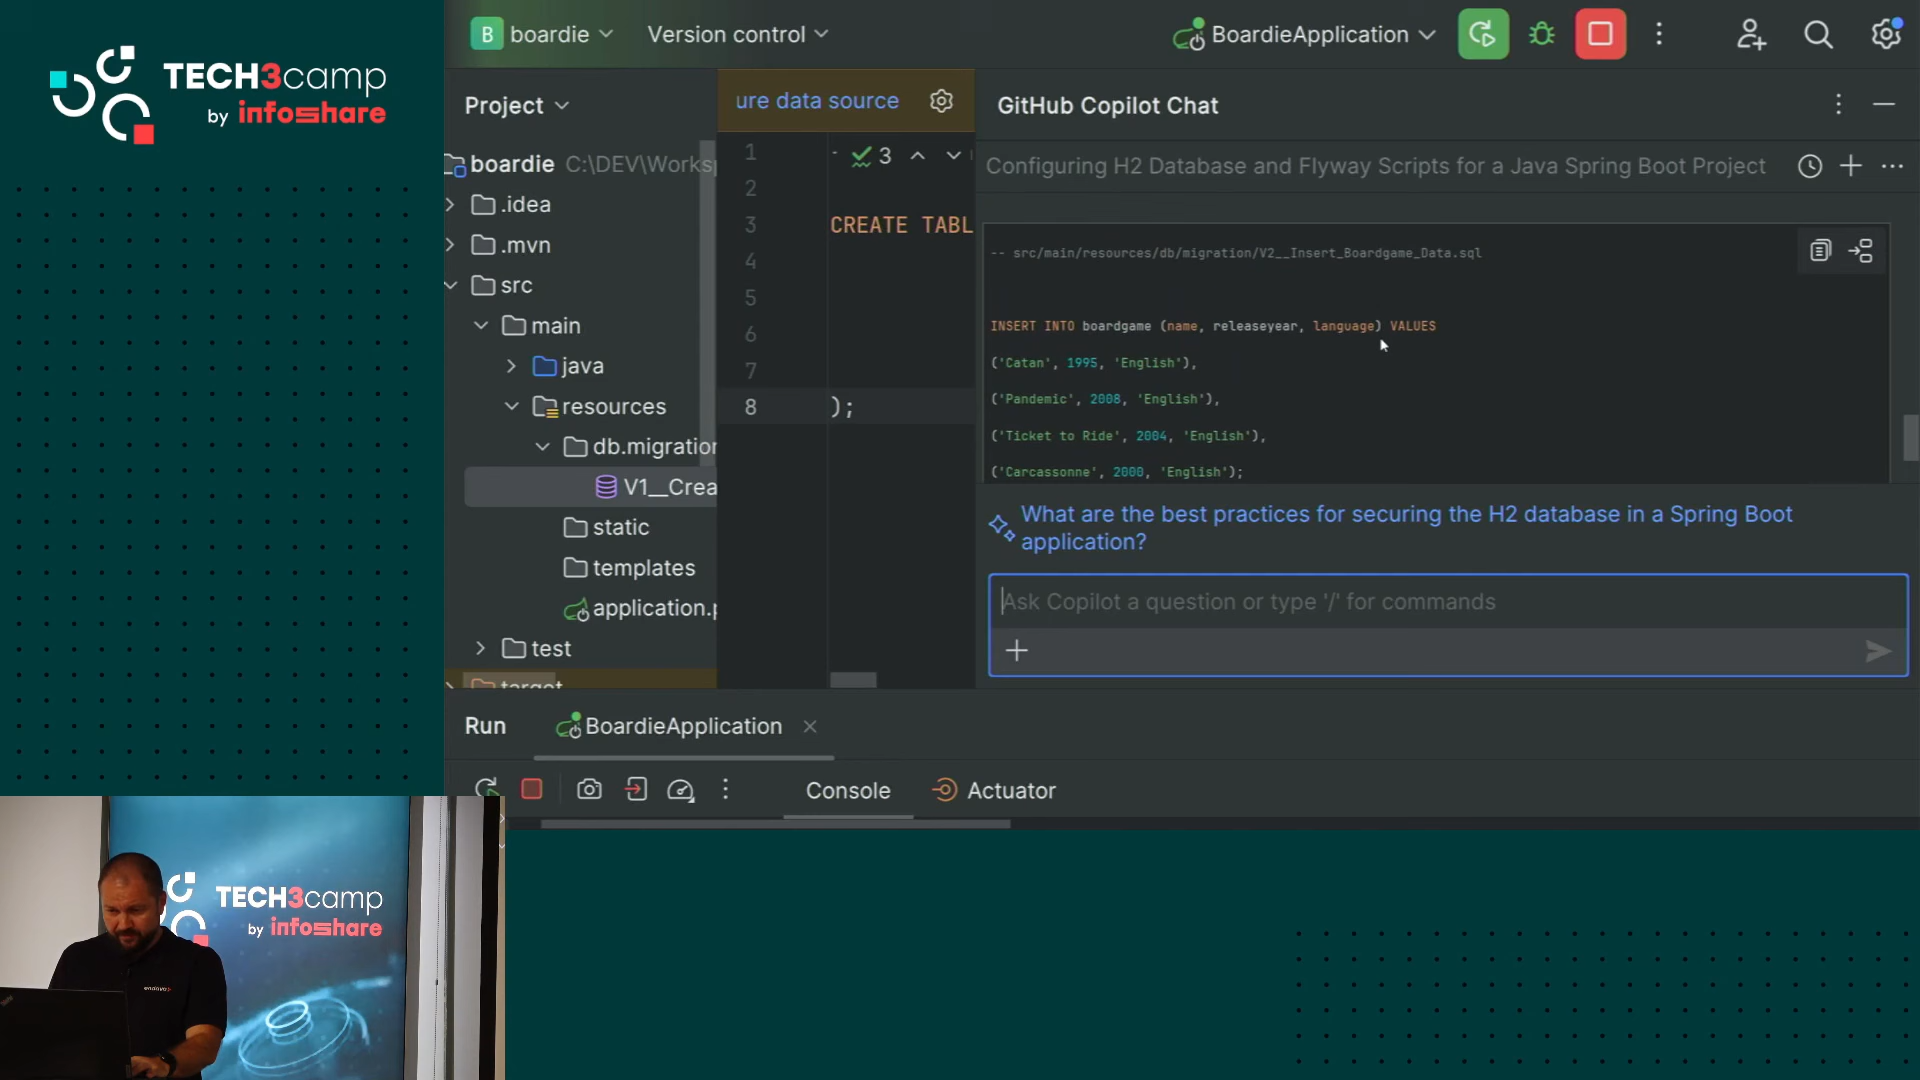 TECH3camp
by infoshare
B boardie
Version control
BoardieApplication
Project
ure data source
GitHub Copilot Chat
boardie C:\DEV\Works
Configuring H2 Database and Flyway Scripts for a Java Spring Boot Project
.idea
.mvn
src
main
java
resources
db.migration
V1__Crea
static
templates
application.p
test
target
1
3
2
3
CREATE TABL
4
5
6
7
8
);
-- src/main/resources/db/migration/V2__Insert_Boardgame_Data.sql
INSERT INTO boardgame (name, releaseyear, language) VALUES
('Catan', 1995, 'English'),
('Pandemic', 2008, 'English'),
('Ticket to Ride', 2004, 'English'),
('Carcassonne', 2000, 'English');
What are the best practices for securing the H2 database in a Spring Boot
application?
Ask Copilot a question or type '/' for commands
Run
BoardieApplication
Console
Actuator
TECH3camp
by infoshare
endava